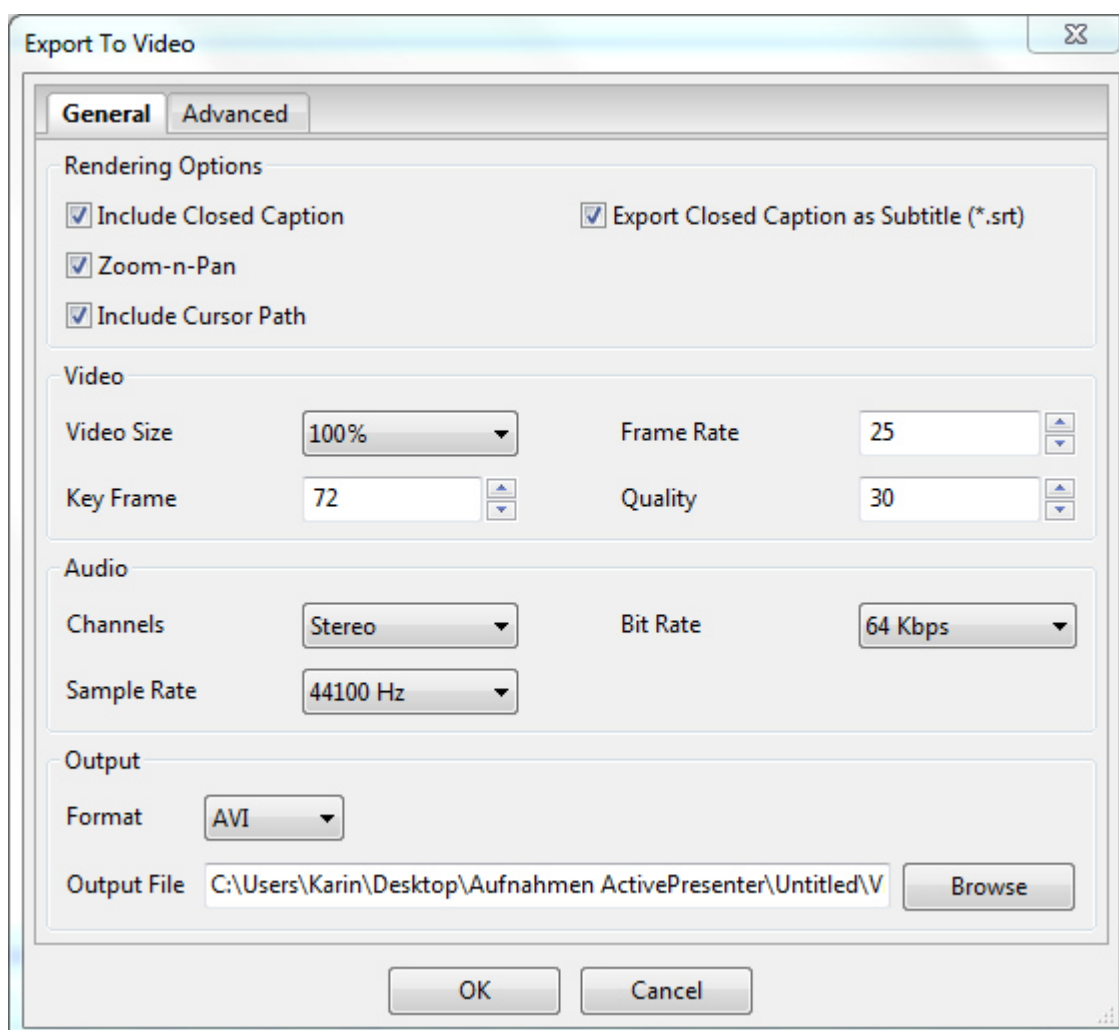 Export To Video
General Advanced
Rendering Options
Include Closed Caption Export Closed Caption as Subtitle (*.srt)
Zoom-n-Pan
Include Cursor Path
Video
Video Size 100% Frame Rate 25
Key Frame 72 Quality 30
Audio
Channels Stereo Bit Rate 64 Kbps
Sample Rate 44100 Hz
Output
Format AVI
Output File C:\Users\Karin\Desktop\Aufnahmen ActivePresenter\Untitled\V Browse
OK Cancel